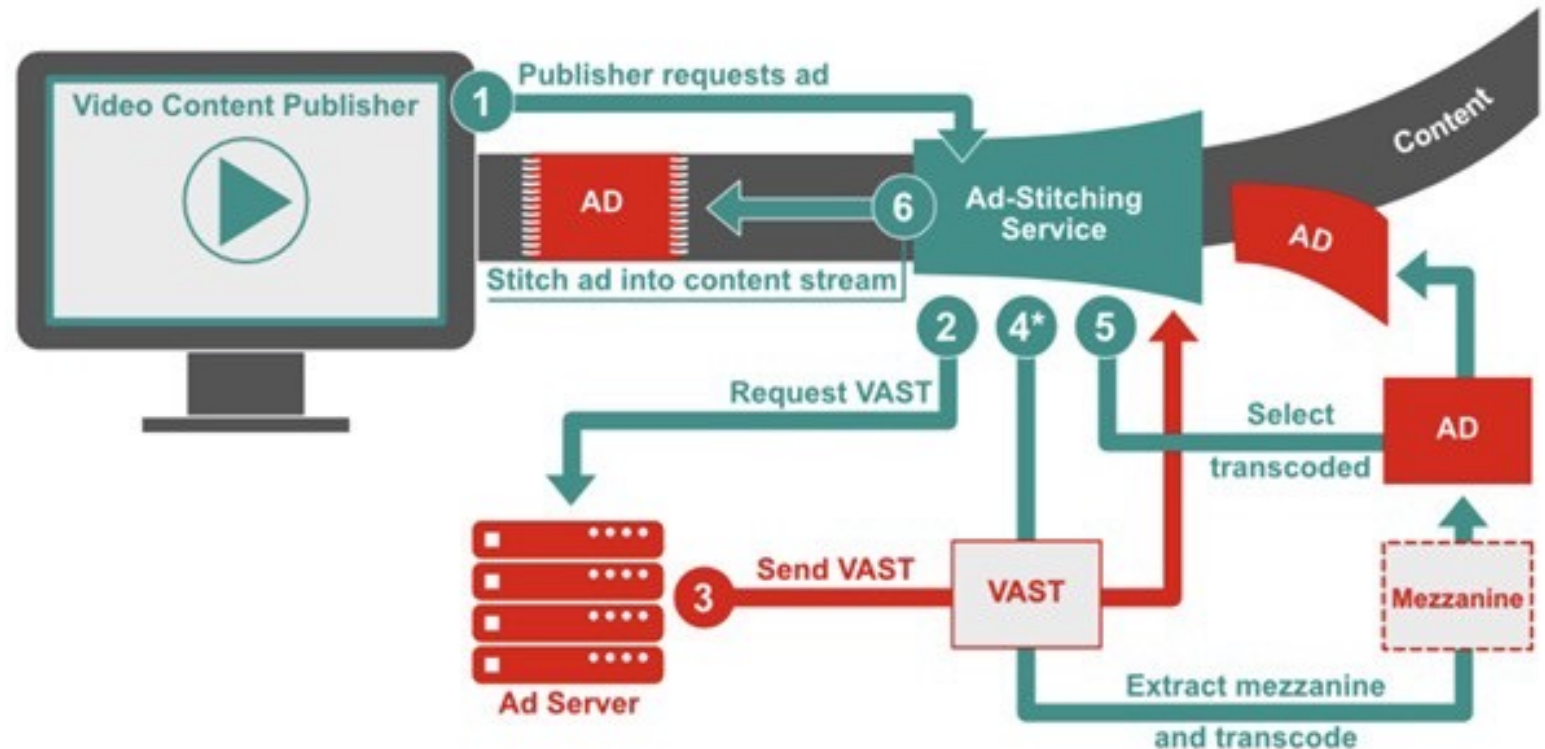 Video Content Publisher
1
Publisher requests ad
Content
AD
6
Ad-Stitching
Service
AD
Stitch ad into content stream
2
4*
5
Request VAST
Select
transcoded
AD
3
Send VAST
VAST
Mezzanine
Ad Server
Extract mezzanine
and transcode